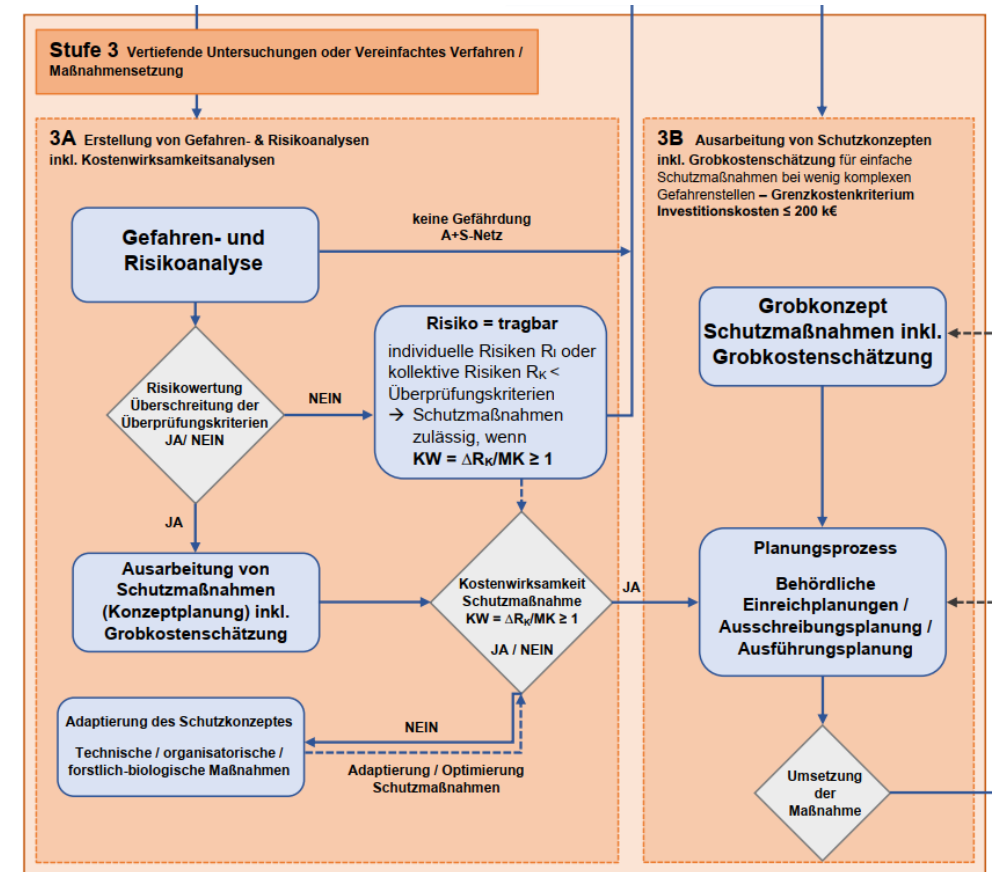 Stufe 3 Vertiefende Untersuchungen oder Vereinfachtes Verfahren /
Maßnahmensetzung
3A Erstellung von Gefahren- & Risikoanalysen
inkl. Kostenwirksamkeitsanalysen
Gefahren- und
Risikoanalyse
keine Gefährdung
A+S-Netz
Risikowertung
Überschreitung der
Überprüfungskriterien
JA/ NEIN
NEIN
Risiko = tragbar
individuelle Risiken RI oder
kollektive Risiken RK <
Überprüfungskriterien
→ Schutzmaßnahmen
zulässig, wenn
KW = ∆RK/MK ≥ 1
JA
Ausarbeitung von
Schutzmaßnahmen
(Konzeptplanung) inkl.
Grobkostenschätzung
Kostenwirksamkeit
Schutzmaßnahme
KW = ∆RK/MK ≥ 1
JA / NEIN
JA
NEIN
Adaptierung des Schutzkonzeptes
Technische / organisatorische /
forstlich-biologische Maßnahmen
Adaptierung / Optimierung
Schutzmaßnahmen
3B Ausarbeitung von Schutzkonzepten
inkl. Grobkostenschätzung für einfache
Schutzmaßnahmen bei wenig komplexen
Gefahrenstellen – Grenzkostenkriterium
Investitionskosten ≤ 200 k€
Grobkonzept
Schutzmaßnahmen inkl.
Grobkostenschätzung
Planungsprozess
Behördliche
Einreichplanungen /
Ausschreibungsplanung /
Ausführungsplanung
Umsetzung
der
Maßnahme